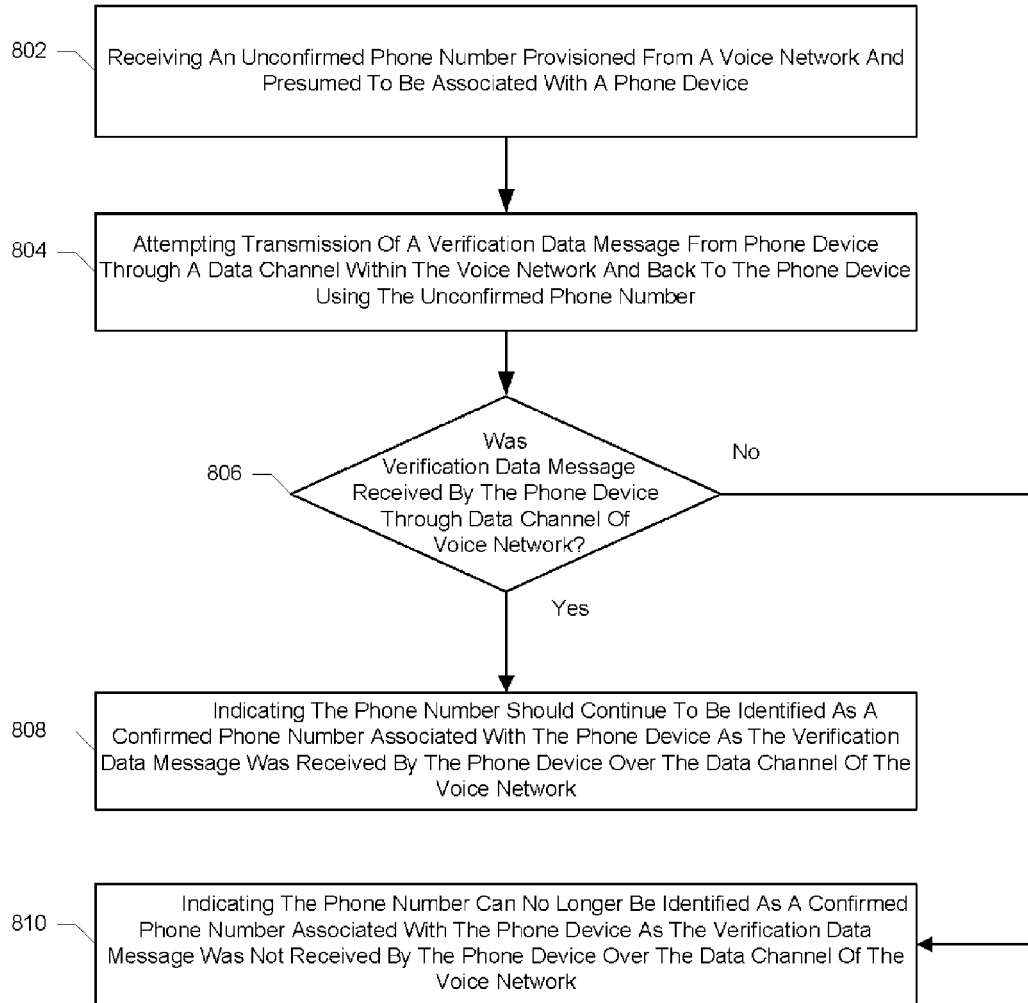 802
Receiving An Unconfirmed Phone Number Provisioned From A Voice Network And
Presumed To Be Associated With A Phone Device
804
Attempting Transmission Of A Verification Data Message From Phone Device
Through A Data Channel Within The Voice Network And Back To The Phone Device
Using The Unconfirmed Phone Number
806
Was
Verification Data Message
Received By The Phone Device
Through Data Channel Of
Voice Network?
No
Yes
808
Indicating The Phone Number Should Continue To Be Identified As A
Confirmed Phone Number Associated With The Phone Device As The Verification
Data Message Was Received By The Phone Device Over The Data Channel Of The
Voice Network
810
Indicating The Phone Number Can No Longer Be Identified As A Confirmed
Phone Number Associated With The Phone Device As The Verification Data
Message Was Not Received By The Phone Device Over The Data Channel Of The
Voice Network